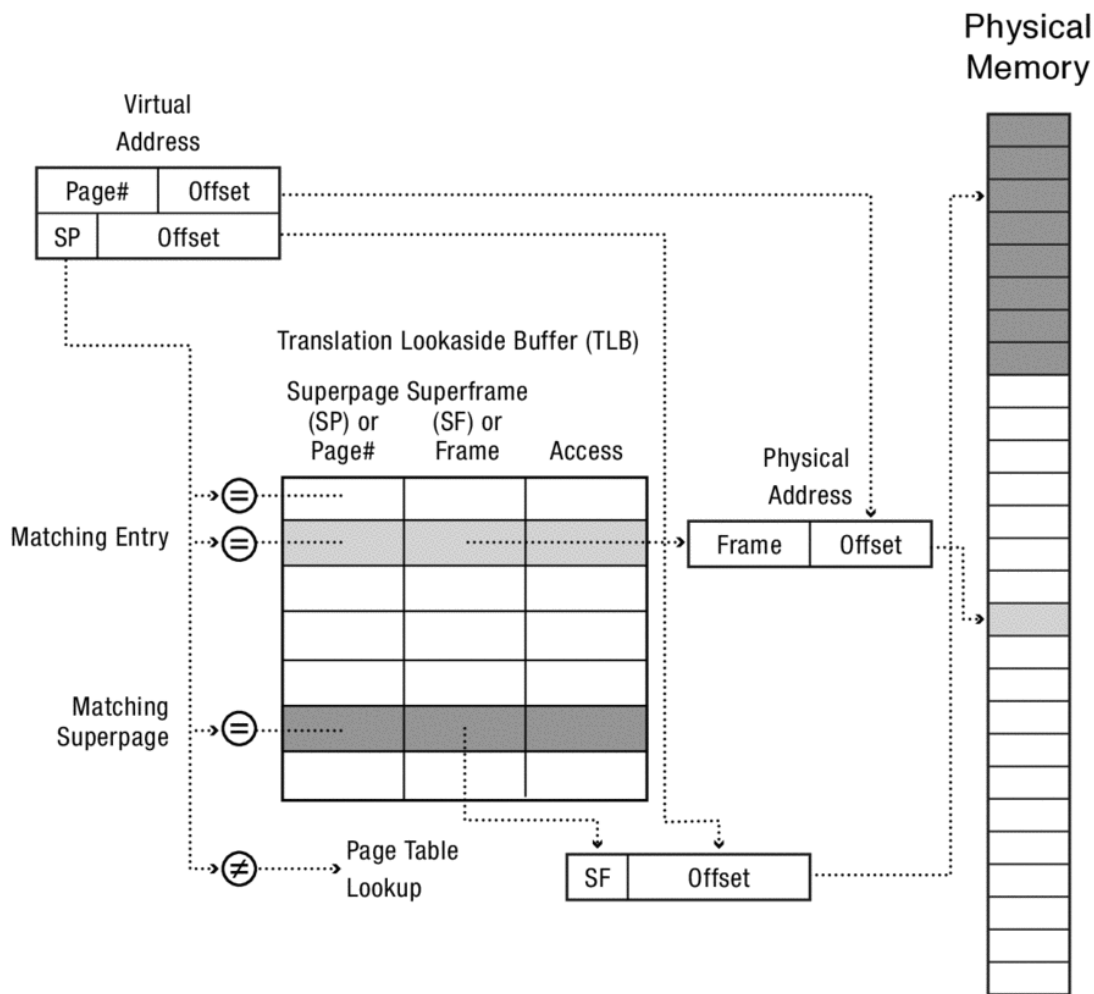 Physical
Memory
Virtual
Address
Page#
Offset
SP
Offset
Translation Lookaside Buffer (TLB)
Superpage
(SP) or
Page#
Superframe
(SF) or
Frame
Access
Physical
Address
Matching Entry
=
=
Frame
Offset
Matching
Superpage
=
≠
Page Table
Lookup
SF
Offset